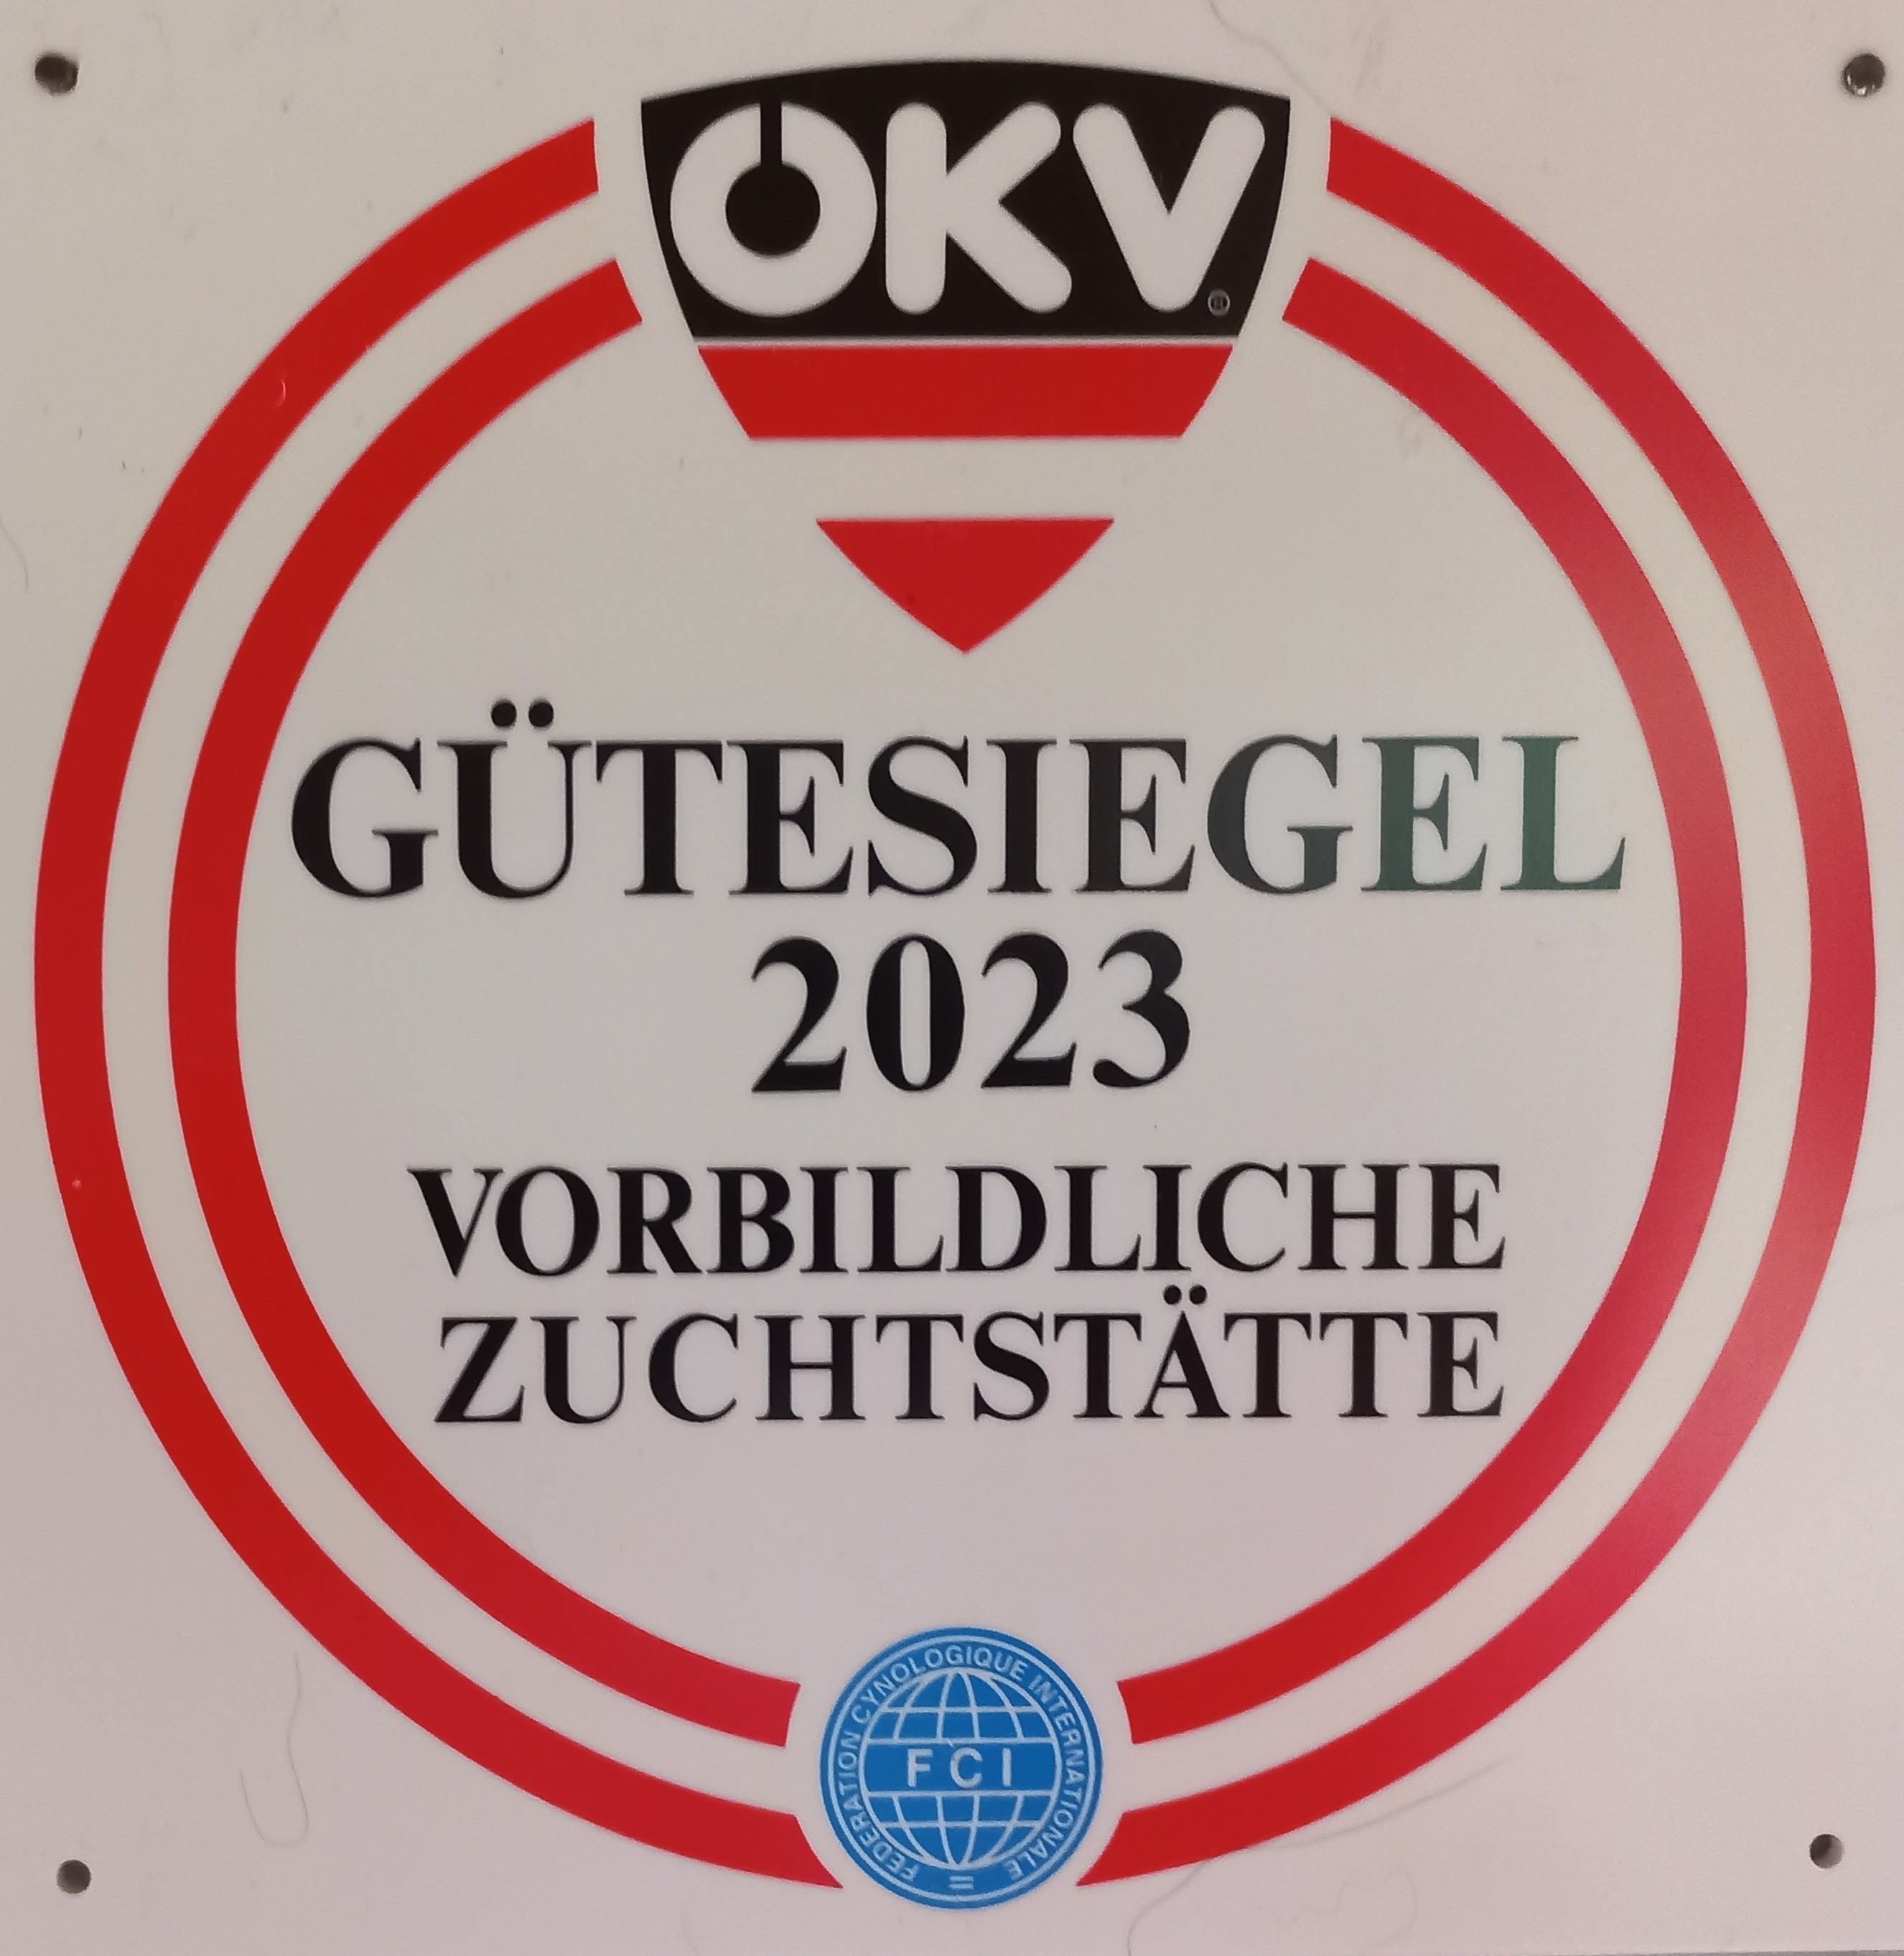 ÖKV®
GÜTESIEGEL
2023
VORBILDLICHE
ZUCHTSTÄTTE
FEDERATION CYNOLOGIQUE INTERNATIONALE
FCI